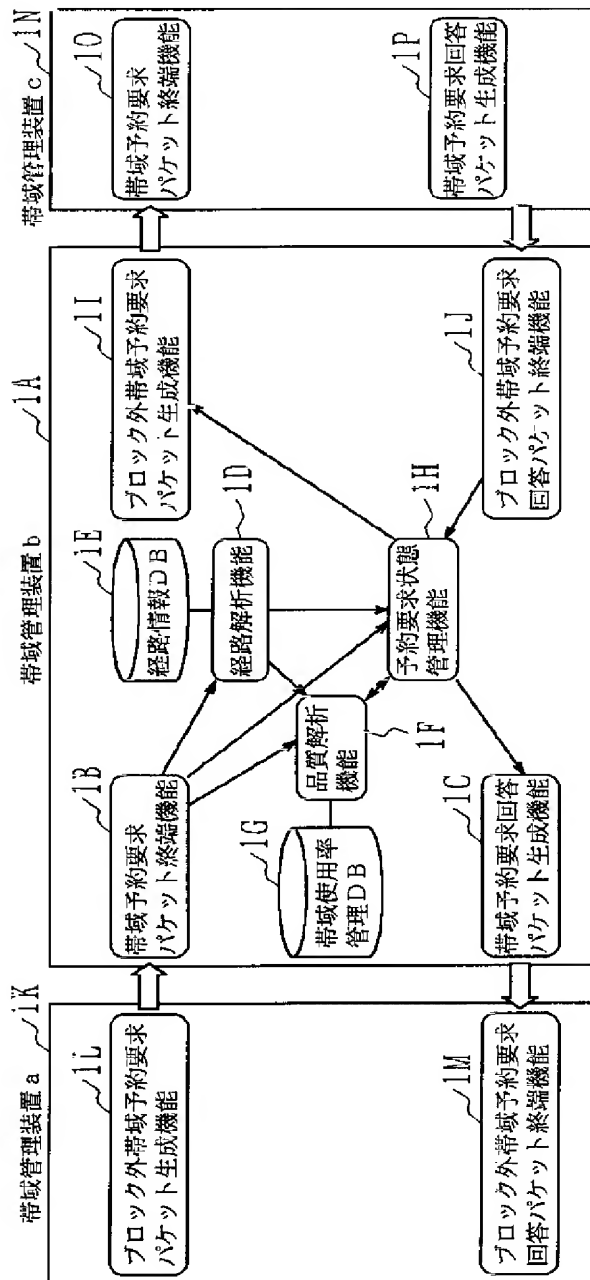 帯域管理装置a
1K
ブロック外帯域予約要求
パケット生成機能
1L
ブロック外帯域予約要求
回答パケット終端機能
1M
帯域管理装置b
1A
帯域予約要求
パケット終端機能
1B
経路情報DB
1E
経路解析機能
1D
帯域使用率
管理DB
1G
品質解析
機能
1F
予約要求状態
管理機能
1H
帯域予約要求回答
パケット生成機能
1C
ブロック外帯域予約要求
パケット生成機能
1I
ブロック外帯域予約要求
回答パケット終端機能
1J
帯域管理装置c
1N
帯域予約要求
パケット終端機能
1O
帯域予約要求回答
パケット生成機能
1P